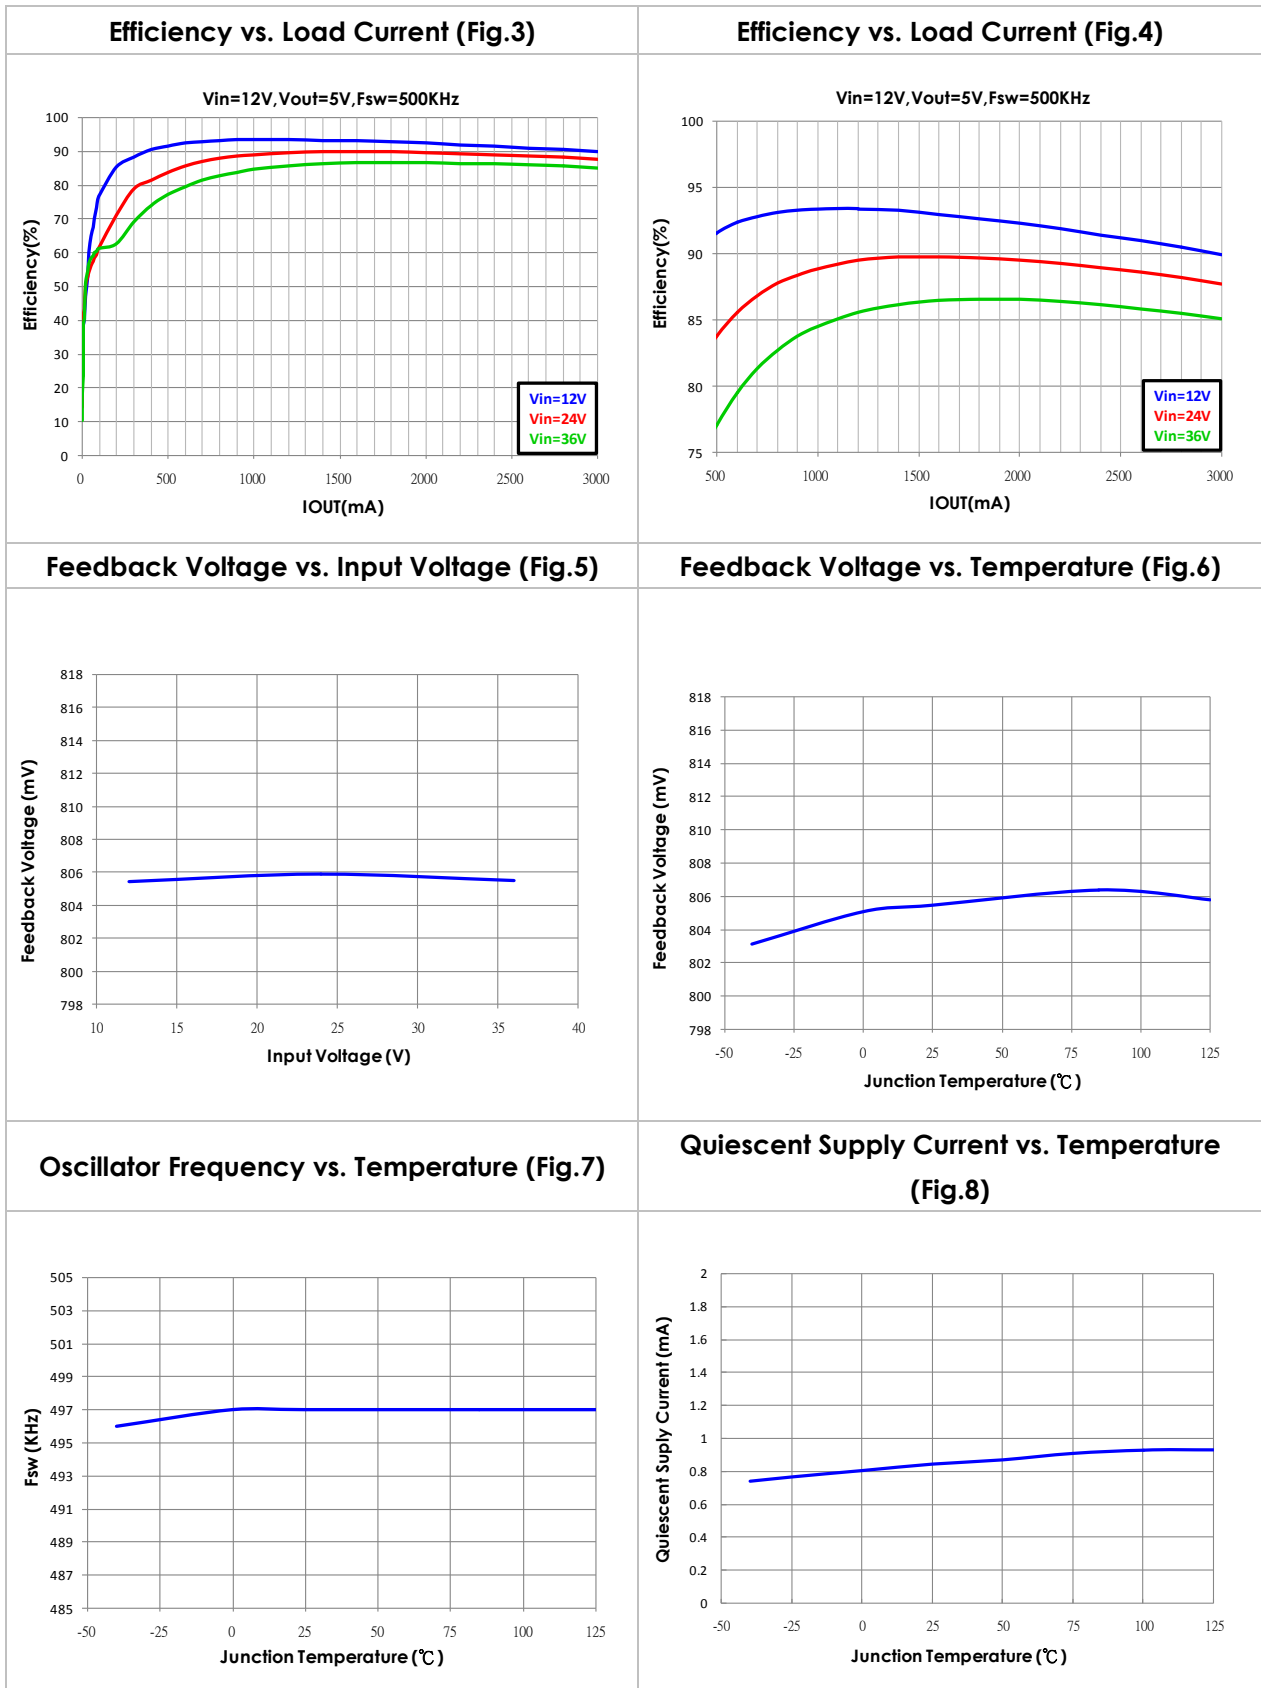 Efficiency vs. Load Current (Fig.3)
Vin=12V,Vout=5V,Fsw=500KHz
Efficiency(%)
100
90
80
70
60
50
40
30
20
10
0
Vin=12V
Vin=24V
Vin=36V
0 500 1000 1500 2000 2500 3000
IOUT(mA)
Efficiency vs. Load Current (Fig.4)
Vin=12V,Vout=5V,Fsw=500KHz
Efficiency(%)
100
95
90
85
80
75
Vin=12V
Vin=24V
Vin=36V
500 1000 1500 2000 2500 3000
IOUT(mA)
Feedback Voltage vs. Input Voltage (Fig.5)
Feedback Voltage (mV)
818
816
814
812
810
808
806
804
802
800
798
10 15 20 25 30 35 40
Input Voltage (V)
Feedback Voltage vs. Temperature (Fig.6)
Feedback Voltage (mV)
818
816
814
812
810
808
806
804
802
800
798
-50 -25 0 25 50 75 100 125
Junction Temperature (℃)
Oscillator Frequency vs. Temperature (Fig.7)
Fsw (KHz)
505
503
501
499
497
495
493
491
489
487
485
-50 -25 0 25 50 75 100 125
Junction Temperature (℃)
Quiescent Supply Current vs. Temperature
(Fig.8)
Quiescent Suply Current (mA)
2
1.8
1.6
1.4
1.2
1
0.8
0.6
0.4
0.2
0
-50 -25 0 25 50 75 100 125
Junction Temperature (℃)